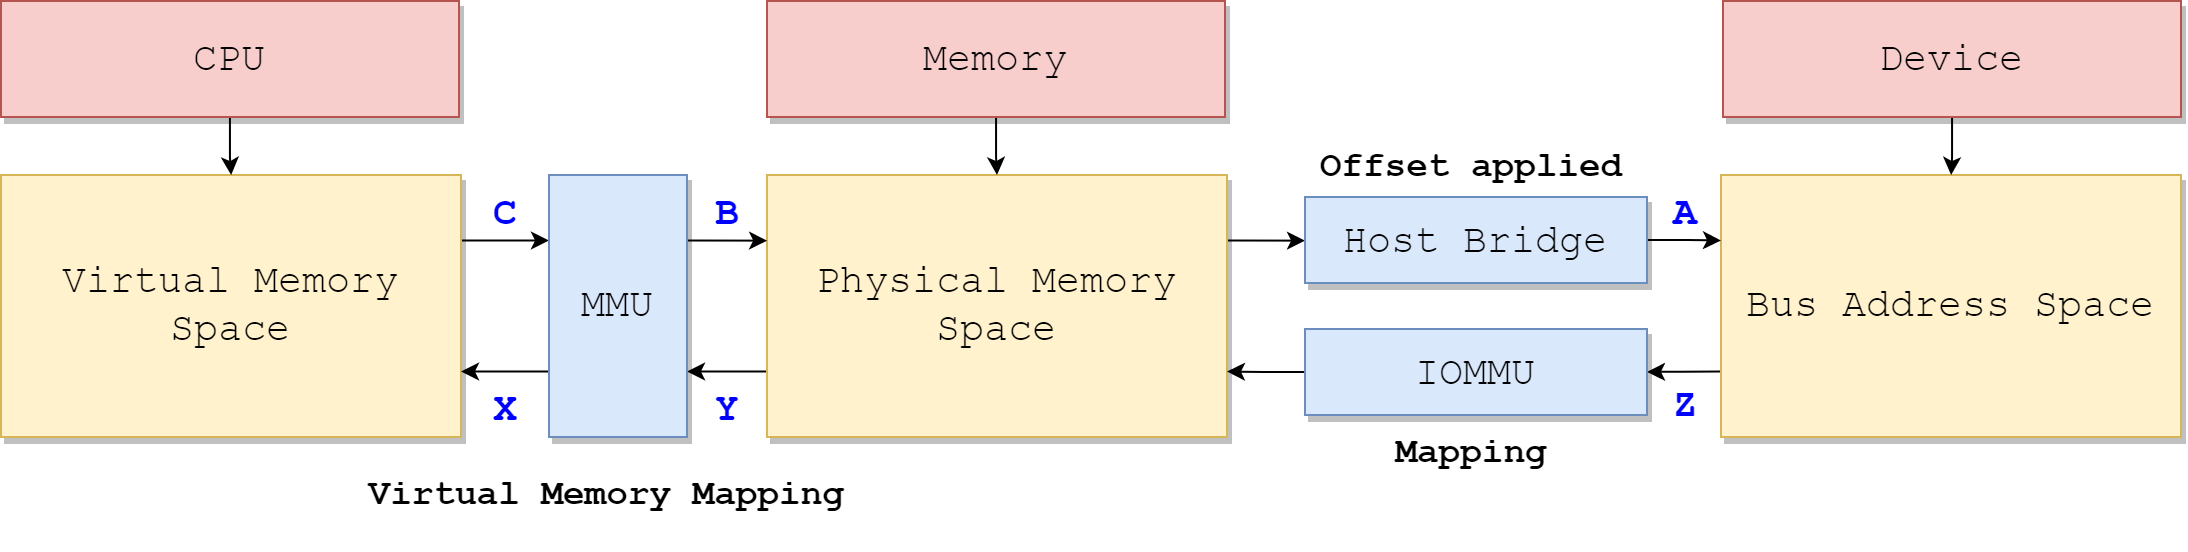 CPU
Memory
Device
Offset applied
C
B
Host Bridge
A
Virtual Memory
Space
MMU
Physical Memory
Space
Bus Address Space
IOMMU
X
Y
Z
Mapping
Virtual Memory Mapping